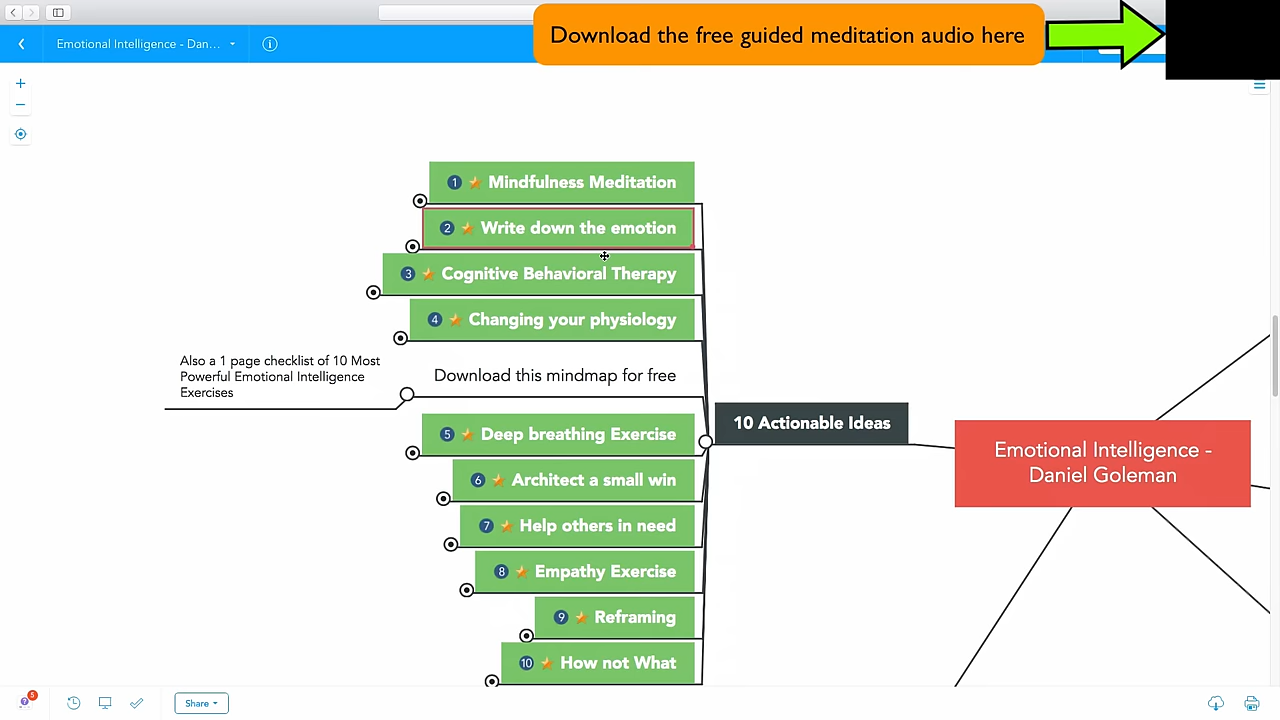 Download the free guided meditation audio here
Emotional Intelligence - Dan...
1 Mindfulness Meditation
2 Write down the emotion
3 Cognitive Behavioral Therapy
4 Changing your physiology
Also a 1 page checklist of 10 Most
Powerful Emotional Intelligence
Exercises
Download this mindmap for free
5 Deep breathing Exercise
6 Architect a small win
7 Help others in need
8 Empathy Exercise
9 Reframing
10 How not What
10 Actionable Ideas
Emotional Intelligence -
Daniel Goleman
5
Share